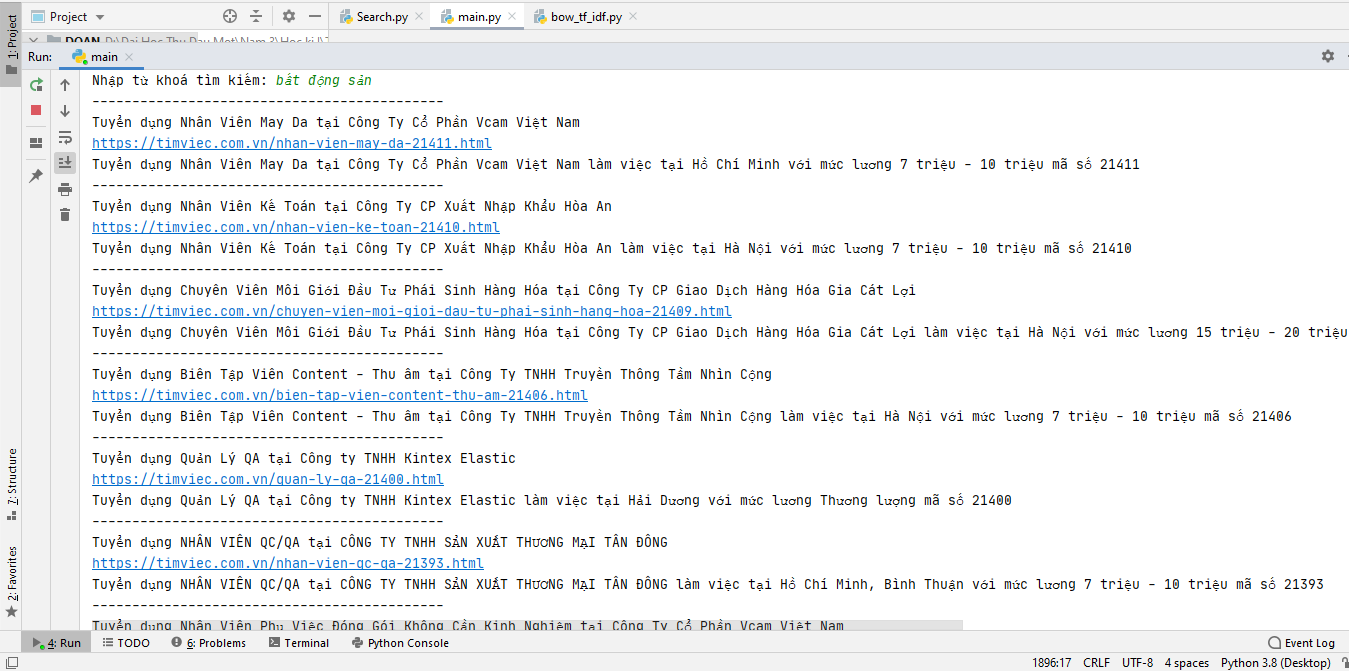 Project
Search.py
main.py
bow_tf_idf.py
1: Project
Run:
main
Nhập từ khoá tìm kiếm: bất động sản
--------------------------------------------
Tuyển dụng Nhân Viên May Da tại Công Ty Cổ Phần Vcam Việt Nam
https://timviec.com.vn/nhan-vien-may-da-21411.html
Tuyển dụng Nhân Viên May Da tại Công Ty Cổ Phần Vcam Việt Nam làm việc tại Hồ Chí Minh với mức lương 7 triệu - 10 triệu mã số 21411
--------------------------------------------
Tuyển dụng Nhân Viên Kế Toán tại Công Ty CP Xuất Nhập Khẩu Hòa An
https://timviec.com.vn/nhan-vien-ke-toan-21410.html
Tuyển dụng Nhân Viên Kế Toán tại Công Ty CP Xuất Nhập Khẩu Hòa An làm việc tại Hà Nội với mức lương 7 triệu - 10 triệu mã số 21410
--------------------------------------------
Tuyển dụng Chuyên Viên Môi Giới Đầu Tư Phái Sinh Hàng Hóa tại Công Ty CP Giao Dịch Hàng Hóa Gia Cát Lợi
https://timviec.com.vn/chuyen-vien-moi-gioi-dau-tu-phai-sinh-hang-hoa-21409.html
Tuyển dụng Chuyên Viên Môi Giới Đầu Tư Phái Sinh Hàng Hóa tại Công Ty CP Giao Dịch Hàng Hóa Gia Cát Lợi làm việc tại Hà Nội với mức lương 15 triệu - 20 triệu
--------------------------------------------
Tuyển dụng Biên Tập Viên Content - Thu âm tại Công Ty TNHH Truyền Thông Tầm Nhìn Cộng
https://timviec.com.vn/bien-tap-vien-content-thu-am-21406.html
Tuyển dụng Biên Tập Viên Content - Thu âm tại Công Ty TNHH Truyền Thông Tầm Nhìn Cộng làm việc tại Hà Nội với mức lương 7 triệu - 10 triệu mã số 21406
--------------------------------------------
Tuyển dụng Quản Lý QA tại Công ty TNHH Kintex Elastic
https://timviec.com.vn/quan-ly-qa-21400.html
Tuyển dụng Quản Lý QA tại Công ty TNHH Kintex Elastic làm việc tại Hải Dương với mức lương Thương lượng mã số 21400
--------------------------------------------
Tuyển dụng NHÂN VIÊN QC/QA tại CÔNG TY TNHH SẢN XUẤT THƯƠNG MẠI TÂN ĐÔNG
https://timviec.com.vn/nhan-vien-qc-qa-21393.html
Tuyển dụng NHÂN VIÊN QC/QA tại CÔNG TY TNHH SẢN XUẤT THƯƠNG MẠI TÂN ĐÔNG làm việc tại Hồ Chí Minh, Bình Thuận với mức lương 7 triệu - 10 triệu mã số 21393
--------------------------------------------
Tuyển dụng Nhân Viên Phụ Việc Đóng Gói Không Cần Kinh Nghiệm tại Công Ty Cổ Phần Vcam Việt Nam
7: Structure
2: Favorites
4: Run
TODO
6: Problems
Terminal
Python Console
Event Log
1896:17 CRLF UTF-8 4 spaces Python 3.8 (Desktop)